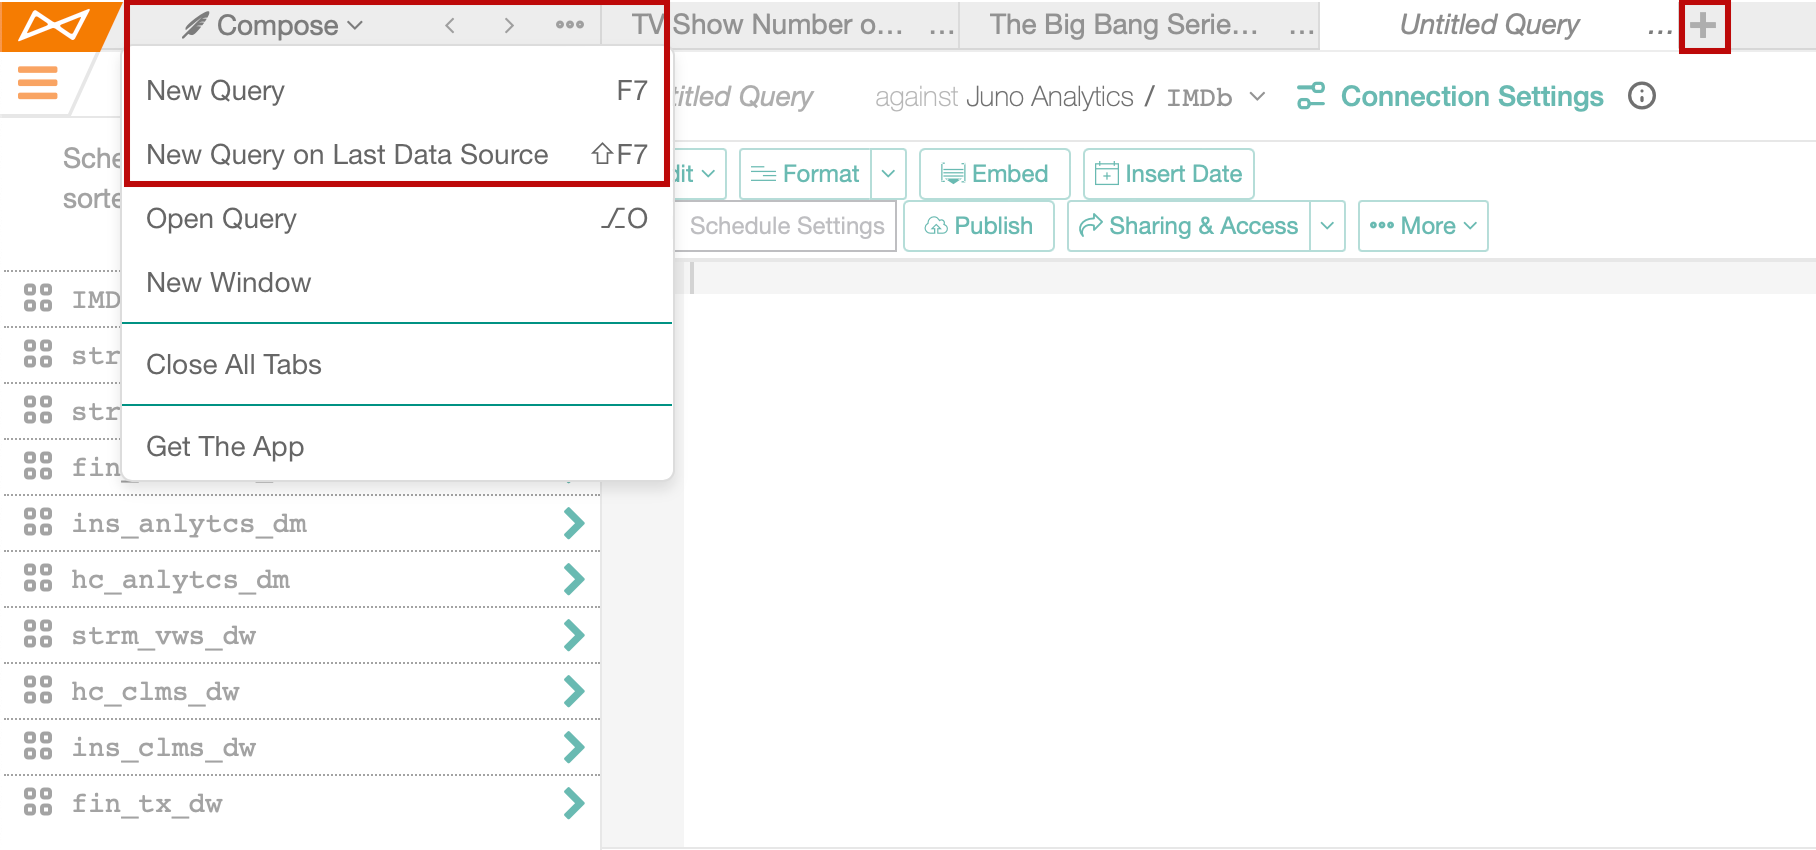 Compose
TV Show Number o... ...
The Big Bang Serie... ...
Untitled Query ...
New Query F7
New Query on Last Data Source ⇧F7
Open Query ⌥O
New Window
Close All Tabs
Get The App
titled Query
against Juno Analytics / IMDb
Connection Settings
dit
Format
Embed
Insert Date
Schedule Settings
Publish
Sharing & Access
More
Sche
sorte
IMD
str
str
fin_
ins_anlytcs_dm
hc_anlytcs_dm
strm_vws_dw
hc_clms_dw
ins_clms_dw
fin_tx_dw